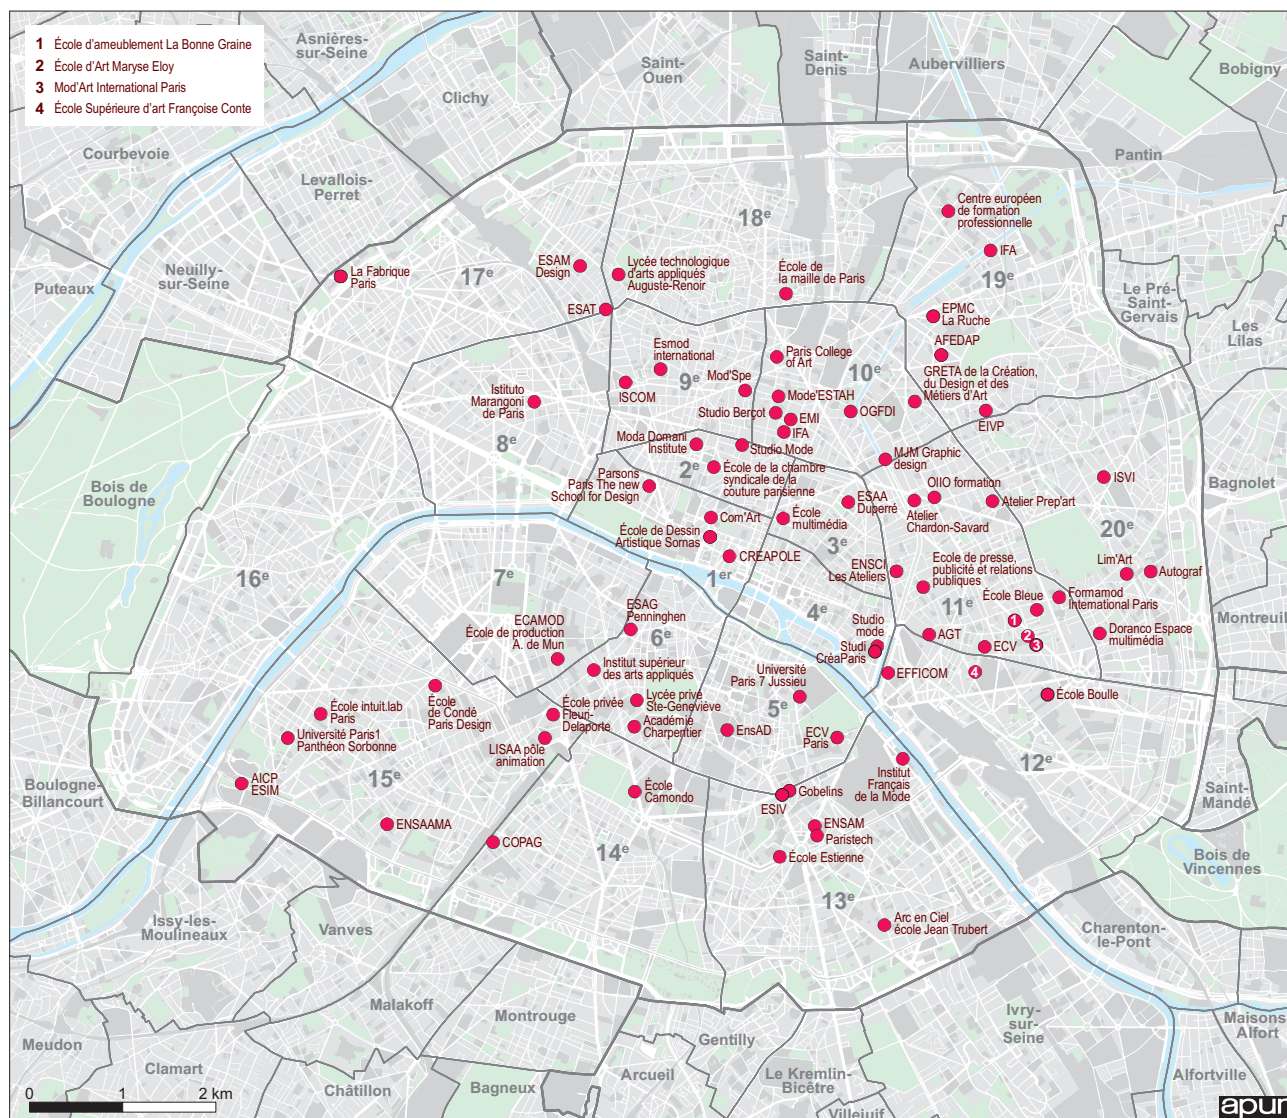 1 École d'ameublement La Bonne Graine
2 École d'Art Maryse Eloy
3 Mod'Art International Paris
4 École Supérieure d'art Françoise Conte
Asnières-
sur-Seine
Saint-
Ouen
Saint-
Denis
Aubervilliers
Bobigny
Clichy
Courbevoie
Levallois-
Perret
Pantin
Neuilly-
sur-Seine
Puteaux
Le Pré-
Saint-
Gervais
Les
Lilas
Bois de
Boulogne
Bagnolet
Montreuil
Boulogne-
Billancourt
Saint-
Mandé
Bois de
Vincennes
Issy-les-
Moulineaux
Vanves
Malakoff
Montrouge
Charenton-
le-Pont
Meudon
Clamart
Châtillon
Bagneux
Arcueil
Gentilly
Le Kremlin-
Bicêtre
Villejuif
Ivry-
sur-
Seine
Maisons
Alfort
Alfortville
18e
17e
19e
9e
10e
8e
2e
3e
20e
16e
7e
1er
4e
11e
6e
5e
15e
12e
14e
13e
Centre européen
de formation
professionnelle
IFA
La Fabrique
Paris
ESAM
Design
Lycée technologique
d'arts appliqués
Auguste-Renoir
École de
la maille de Paris
ESAT
EPMC
La Ruche
AFEDAP
Esmod
international
Paris College
of Art
GRETA de la Création,
du Design et des
Métiers d'Art
Istituto
Marangoni
de Paris
ISCOM
Mod'Spe
Mode'ESTAH
Studio Berçot
EMI
IFA
OGFDI
EIVP
Moda Domani
Institute
Studio Mode
MJM Graphic
design
Parsons
Paris The new
School for Design
École de la chambre
syndicale de la
couture parisienne
ESAA
Duperré
OIIO formation
Atelier
Chardon-Savard
Atelier Prep'art
ISVI
Com'Art
École
multimédia
École de Dessin
Artistique Sornas
CREAPOLE
ENSCI
Les Ateliers
Ecole de presse,
publicité et relations
publiques
Lim'Art
Autograf
École Bleue
Formamod
International Paris
1
2
3
4
Doranco Espace
multimédia
AGT
ECV
ESAG
Penninghen
ECAMOD
École de production
A. de Mun
Studio
mode
Studi
CréaParis
EFFICOM
Institut supérieur
des arts appliqués
Université
Paris 7 Jussieu
École Boulle
École intuit.lab
Paris
École
de Condé
Paris Design
École privée
Fleuri-
Delaporte
Lycée privé
Ste-Geneviève
Académie
Charpentier
EnsAD
ECV
Paris
Université Paris1
Panthéon Sorbonne
LISAA pôle
animation
Institut
Français
de la Mode
AICP
ESIM
École
Camondo
Gobelins
ESIV
ENSAAMA
COPAG
ENSAM
Paristech
École Estienne
Arc en Ciel
école Jean Trubert
0 1 2 km
apur